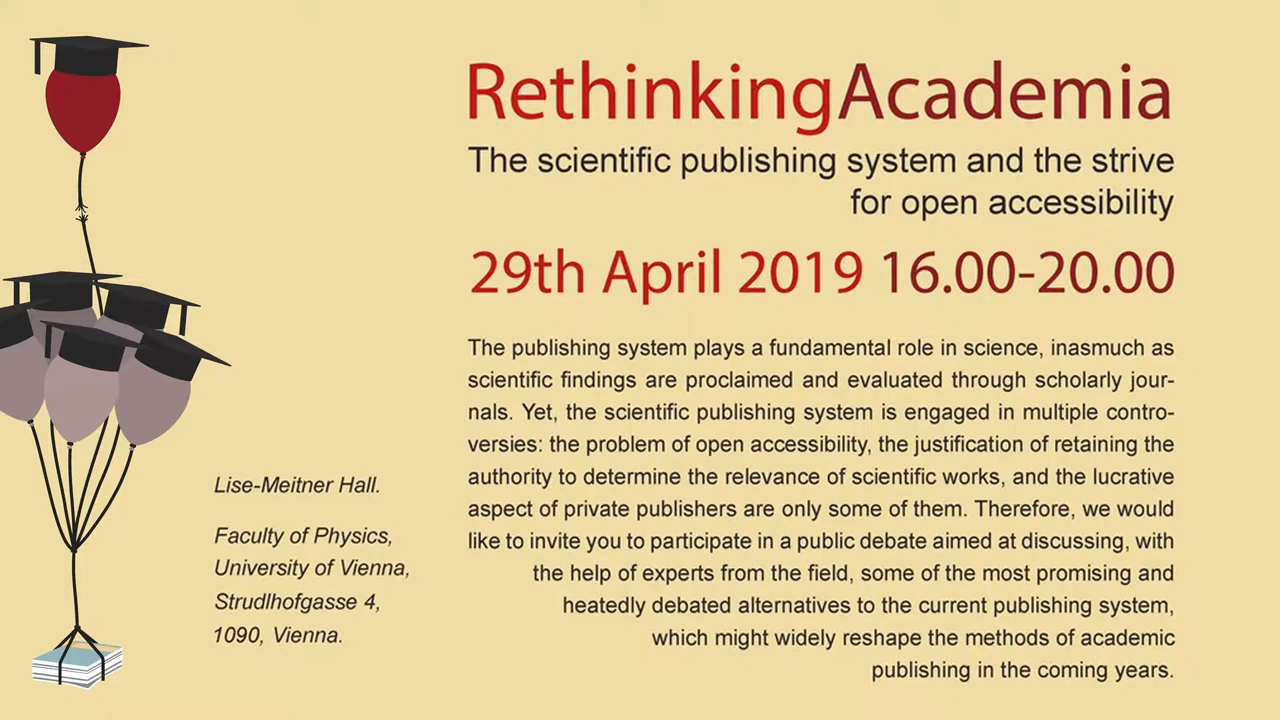 RethinkingAcademia
The scientific publishing system and the strive
for open accessibility
29th April 2019 16.00-20.00
The publishing system plays a fundamental role in science, inasmuch as
scientific findings are proclaimed and evaluated through scholarly jour-
nals. Yet, the scientific publishing system is engaged in multiple contro-
versies: the problem of open accessibility, the justification of retaining the
authority to determine the relevance of scientific works, and the lucrative
aspect of private publishers are only some of them. Therefore, we would
like to invite you to participate in a public debate aimed at discussing, with
the help of experts from the field, some of the most promising and
heatedly debated alternatives to the current publishing system,
which might widely reshape the methods of academic
publishing in the coming years.
Lise-Meitner Hall.
Faculty of Physics,
University of Vienna,
Strudlhofgasse 4,
1090, Vienna.